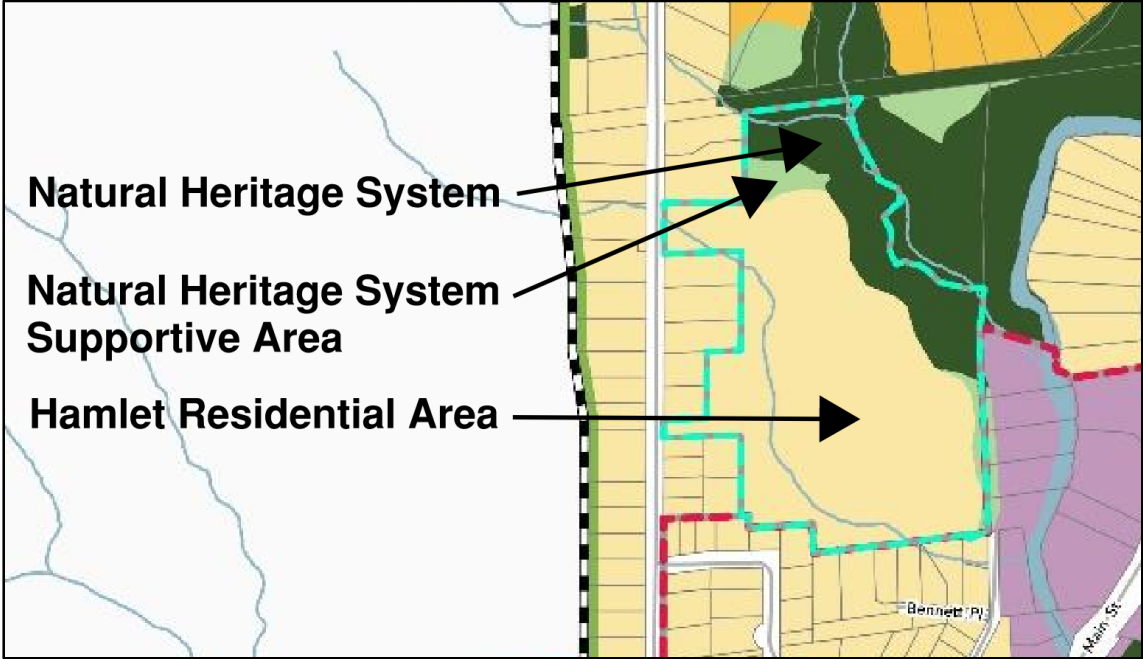 Natural Heritage System
Natural Heritage System
Supportive Area
Hamlet Residential Area
Bennett Pl
Main St